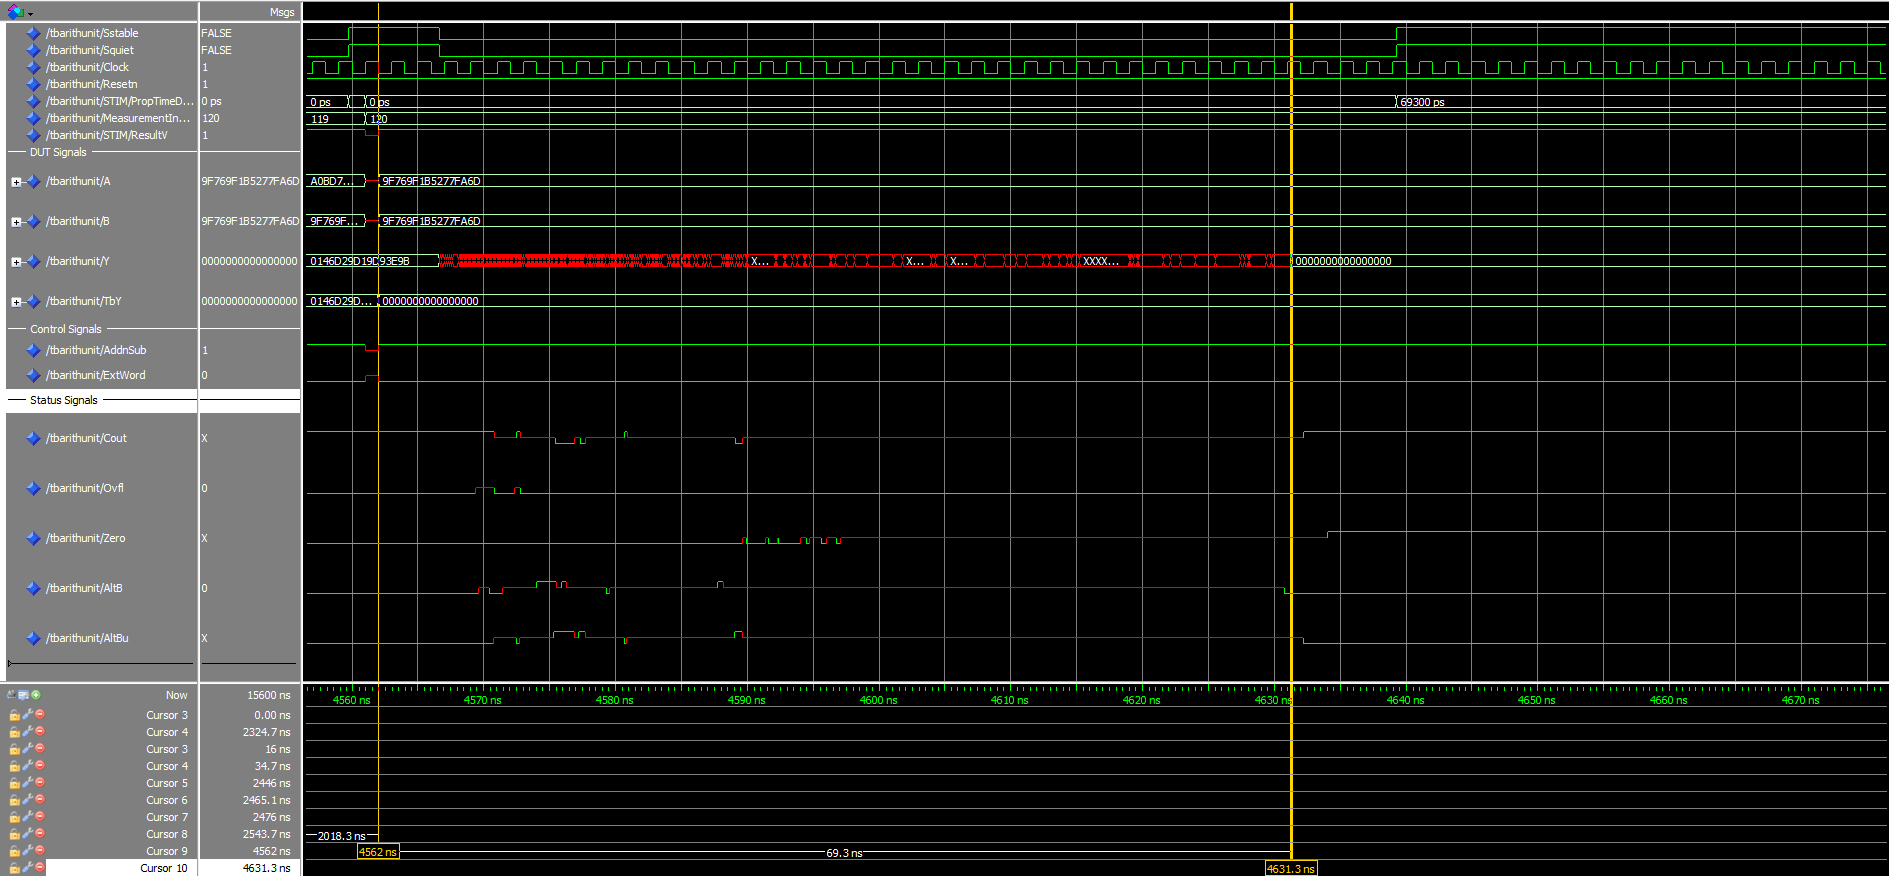 Msgs
/tbarithunit/Sstable FALSE
/tbarithunit/Squiet FALSE
/tbarithunit/Clock 1
/tbarithunit/Resetn 1
/tbarithunit/STIM/PropTimeD... 0 ps 0 ps 0 ps 69300 ps
/tbarithunit/MeasurementIn... 120 119 120
/tbarithunit/STIM/ResultV 1
DUT Signals
/tbarithunit/A 9F769F1B5277FA6D A0BD7... 9F769F1B5277FA6D
/tbarithunit/B 9F769F1B5277FA6D 9F769F... 9F769F1B5277FA6D
/tbarithunit/Y 0000000000000000 0146D29D19D93E9B X... X... X... XXXX... 0000000000000000
/tbarithunit/TbY 0000000000000000 0146D29D... 0000000000000000
Control Signals
/tbarithunit/AddnSub 1
/tbarithunit/ExtWord 0
Status Signals
/tbarithunit/Cout X
/tbarithunit/Ovfl 0
/tbarithunit/Zero X
/tbarithunit/AltB 0
/tbarithunit/AltBu X
Now 15600 ns 4560 ns 4570 ns 4580 ns 4590 ns 4600 ns 4610 ns 4620 ns 4630 ns 4640 ns 4650 ns 4660 ns 4670 ns
Cursor 3 0.00 ns
Cursor 4 2324.7 ns
Cursor 3 16 ns
Cursor 4 34.7 ns
Cursor 5 2446 ns
Cursor 6 2465.1 ns
Cursor 7 2476 ns
Cursor 8 2543.7 ns 2018.3 ns
Cursor 9 4562 ns 4562 ns 69.3 ns
Cursor 10 4631.3 ns 4631.3 ns